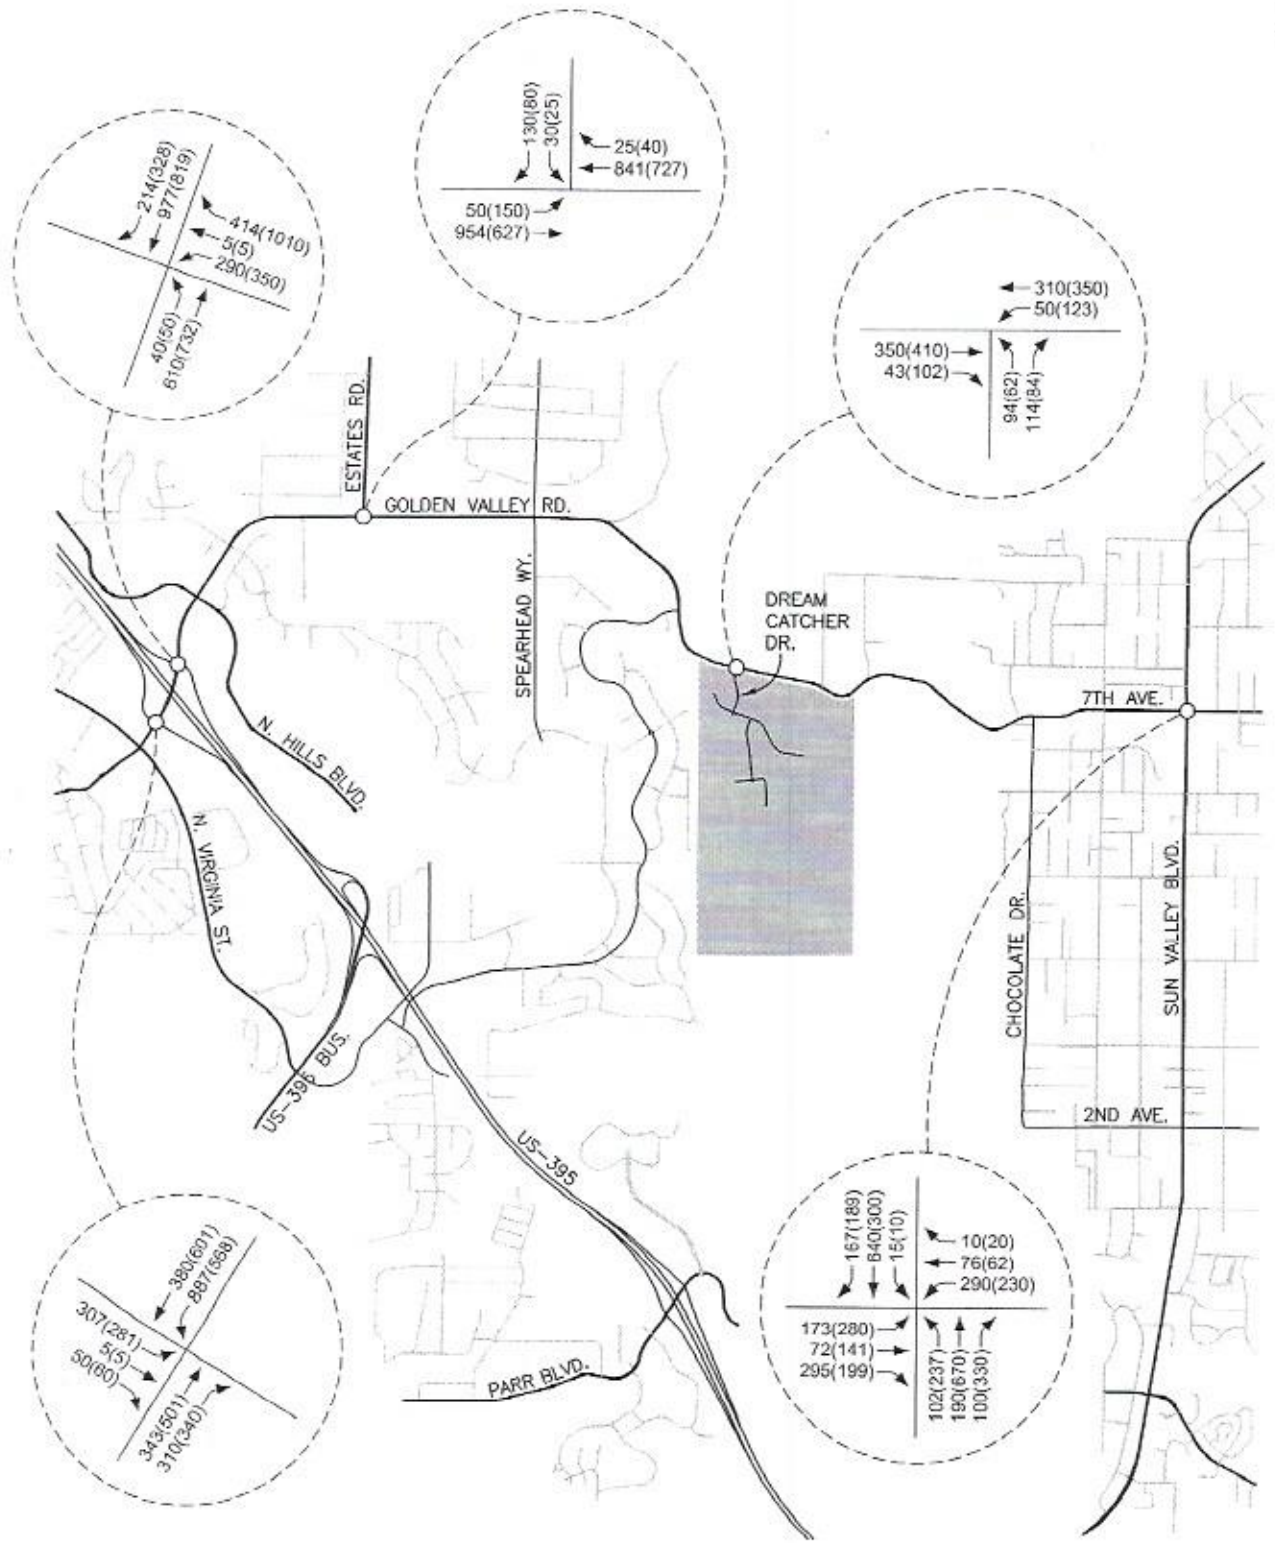 130(80)
30(25)
25(40)
841(727)
50(150)
954(627)
214(328)
977(819)
414(1010)
5(5)
290(350)
40(50)
610(732)
310(350)
50(123)
350(410)
43(102)
94(62)
114(84)
ESTATES RD.
GOLDEN VALLEY RD.
SPEARHEAD WY.
DREAM
CATCHER
DR.
7TH AVE.
N. HILLS BLVD.
N. VIRGINIA ST.
SUN VALLEY BLVD.
CHOCOLATE DR.
US-395 BUS.
2ND AVE.
US-395
PARR BLVD.
380(601)
887(568)
307(281)
5(5)
50(60)
343(501)
310(340)
167(189)
640(300)
15(10)
10(20)
76(62)
290(230)
173(280)
72(141)
295(199)
102(237)
190(670)
100(330)